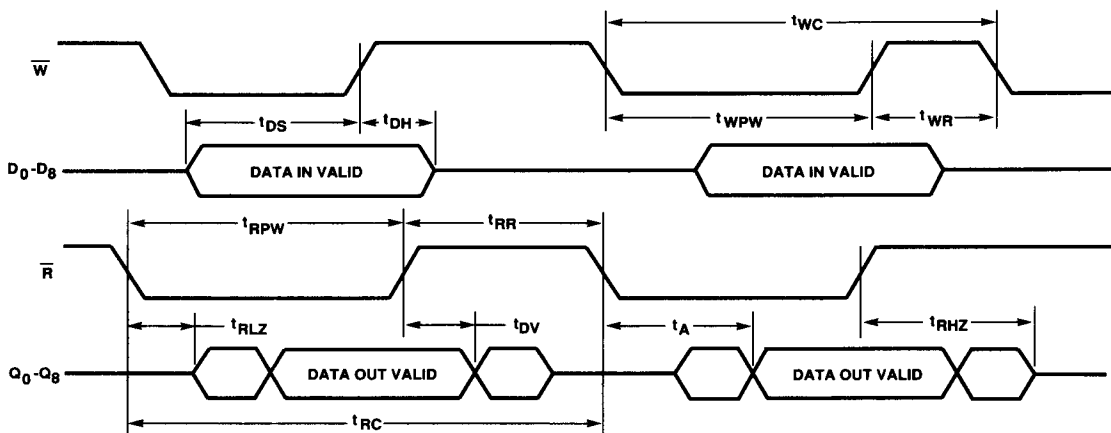 tWC
W
tDS tDH tWPW tWR
D0-D8 DATA IN VALID DATA IN VALID
tRPW tRR
R
tRLZ tDV tA tRHZ
Q0-Q8 DATA OUT VALID DATA OUT VALID
tRC